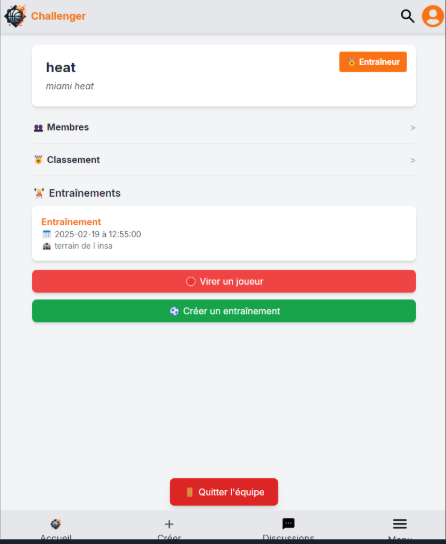 Challenger
heat
Entraîneur
miami heat
Membres
>
Classement
>
Entraînements
Entraînement
2025-02-19 à 12:55:00
terrain de l insa
Virer un joueur
Créer un entraînement
Quitter l'équipe
Accueil
Créer
Discussions
Menu